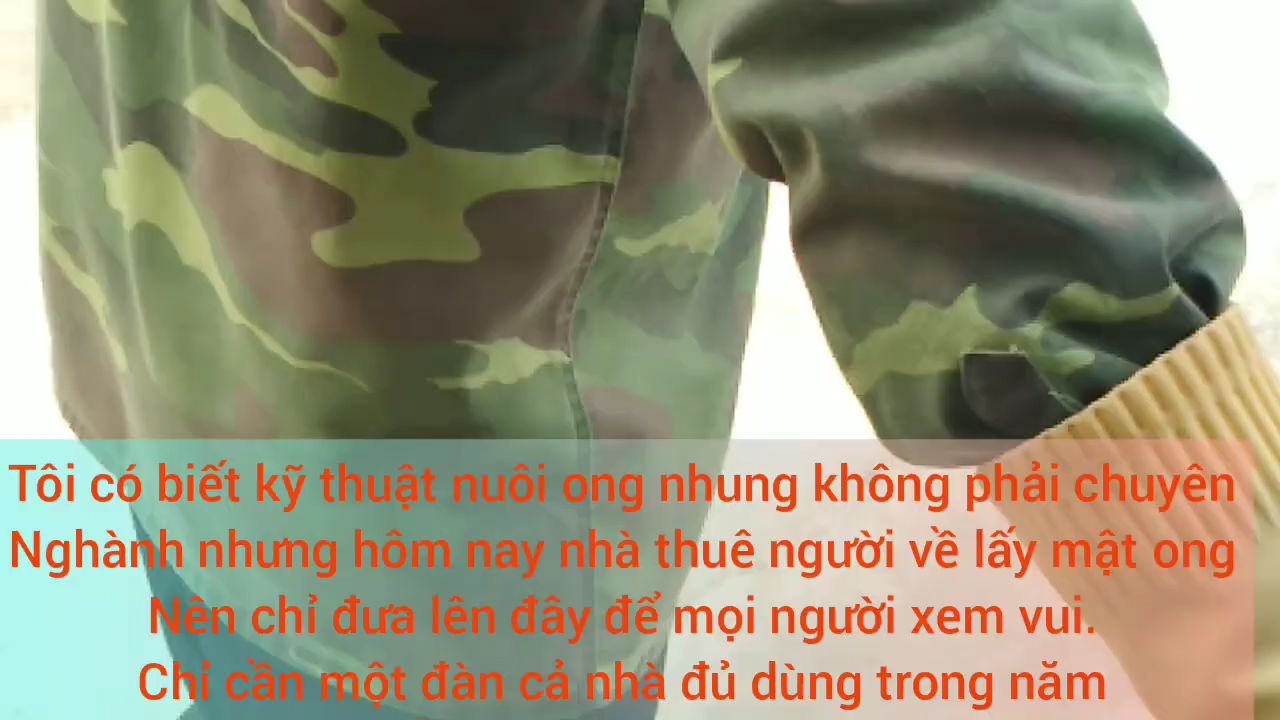 Tôi có biết kỹ thuật nuôi ong nhung không phải chuyên
Nghành nhưng hôm nay nhà thuê người về lấy mật ong
Nên chỉ đưa lên đây để mọi người xem vui.
Chỉ cần một đàn cả nhà đủ dùng trong năm